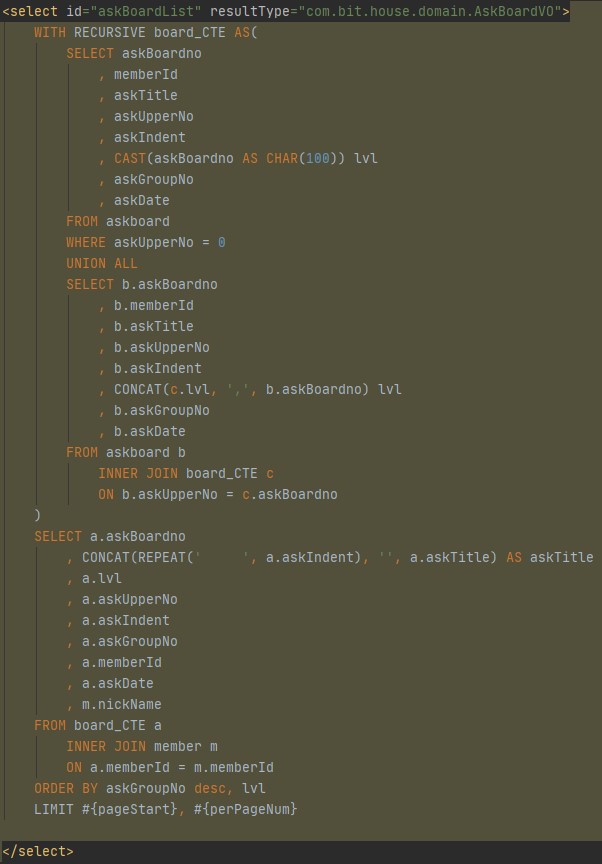 <select id="askBoardList" resultType="com.bit.house.domain.AskBoardVO">
    WITH RECURSIVE board_CTE AS(
        SELECT askBoardno
            , memberId
            , askTitle
            , askUpperNo
            , askIndent
            , CAST(askBoardno AS CHAR(100)) lvl
            , askGroupNo
            , askDate
        FROM askboard
        WHERE askUpperNo = 0
        UNION ALL
        SELECT b.askBoardno
            , b.memberId
            , b.askTitle
            , b.askUpperNo
            , b.askIndent
            , CONCAT(c.lvl, ',', b.askBoardno) lvl
            , b.askGroupNo
            , b.askDate
        FROM askboard b
            INNER JOIN board_CTE c
            ON b.askUpperNo = c.askBoardno
    )
    SELECT a.askBoardno
        , CONCAT(REPEAT('     ', a.askIndent), '', a.askTitle) AS askTitle
        , a.lvl
        , a.askUpperNo
        , a.askIndent
        , a.askGroupNo
        , a.memberId
        , a.askDate
        , m.nickName
    FROM board_CTE a
        INNER JOIN member m
        ON a.memberId = m.memberId
    ORDER BY askGroupNo desc, lvl
    LIMIT #{pageStart}, #{perPageNum}
</select>